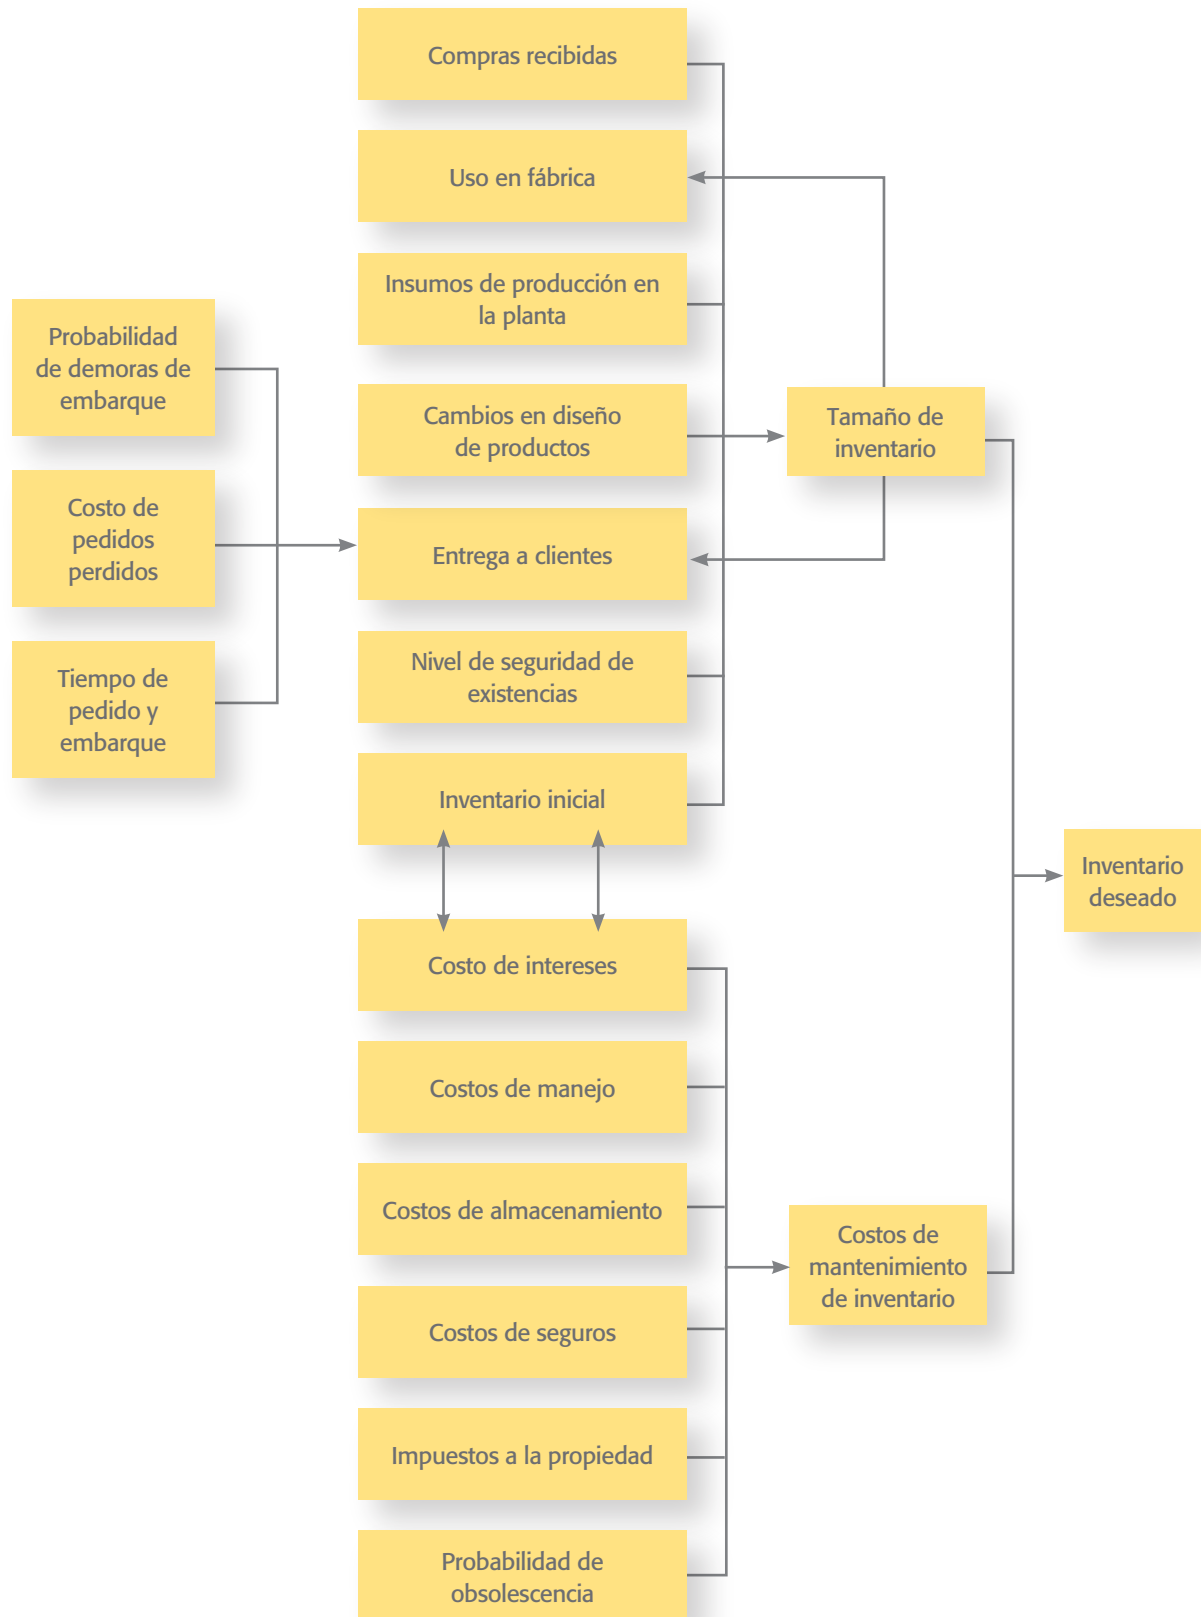 Compras recibidas
Uso en fábrica
Insumos de producción en
la planta
Probabilidad
de demoras de
embarque
Cambios en diseño
de productos
Tamaño de
inventario
Costo de
pedidos
perdidos
Entrega a clientes
Tiempo de
pedido y
embarque
Nivel de seguridad de
existencias
Inventario inicial
Inventario
deseado
Costo de intereses
Costos de manejo
Costos de almacenamiento
Costos de
mantenimiento
de inventario
Costos de seguros
Impuestos a la propiedad
Probabilidad de
obsolescencia